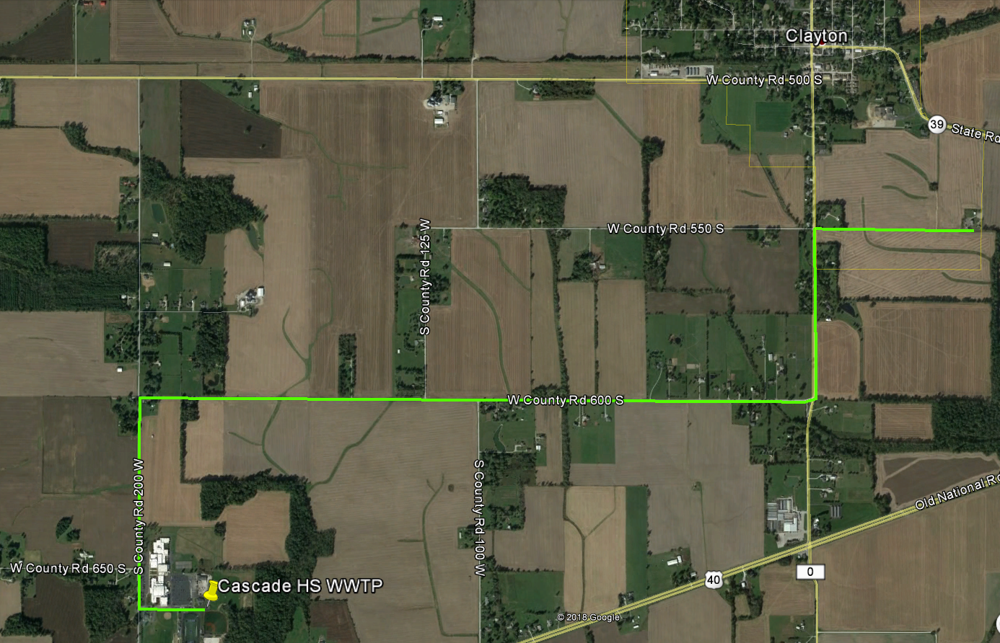 Clayton
W County Rd 500 S
39
State Rd
W County Rd 550 S
S County Rd 125 W
W County Rd 600 S
S County Rd 200 W
S County Rd 100 W
Old National Ro
W County Rd 650 S
Cascade HS WWTP
40
0
© 2018 Google